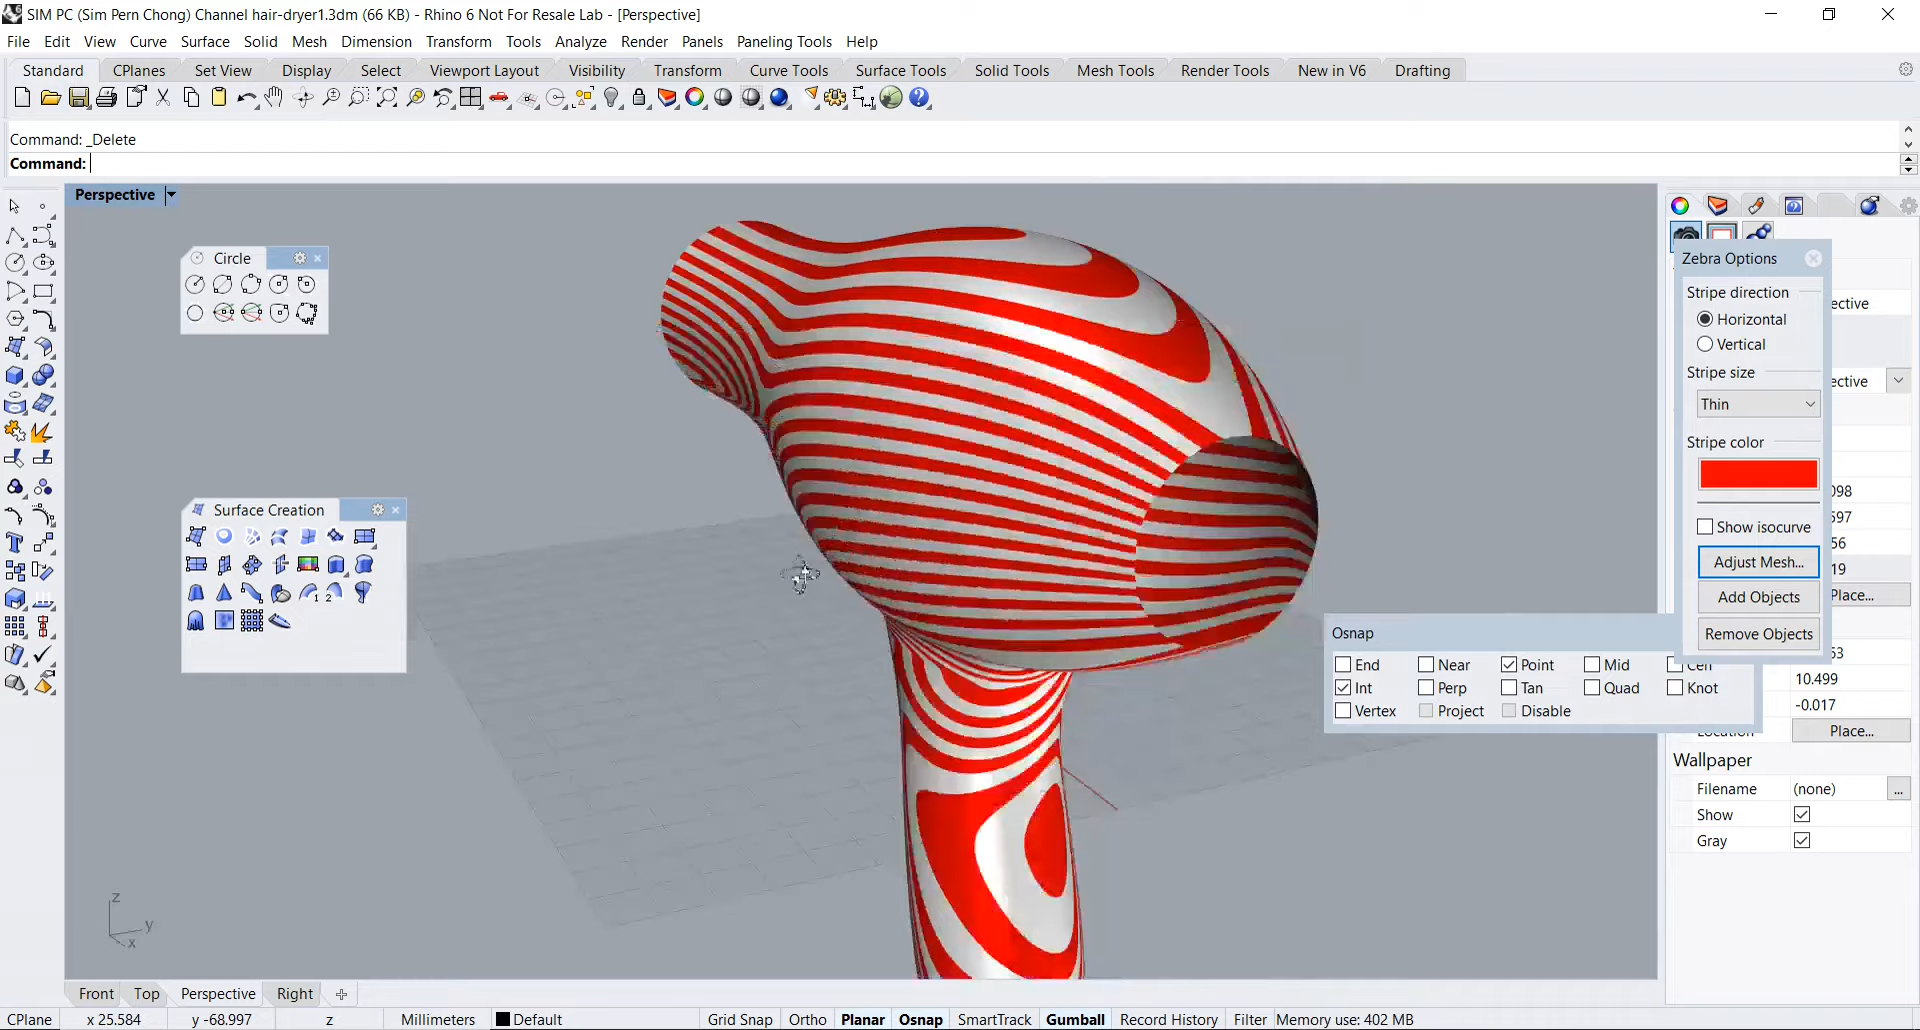 SIM PC (Sim Pern Chong) Channel hair-dryer1.3dm (66 KB) - Rhino 6 Not For Resale Lab - [Perspective]
File Edit View Curve Surface Solid Mesh Dimension Transform Tools Analyze Render Panels Paneling Tools Help
Standard CPlanes Set View Display Select Viewport Layout Visibility Transform Curve Tools Surface Tools Solid Tools Mesh Tools Render Tools New in V6 Drafting
Command: _Delete
Command:
Perspective
Circle
Surface Creation
1 2
Zebra Options
Stripe direction
Horizontal
Vertical
Stripe size
Thin
Stripe color
Show isocurve
Adjust Mesh...
Add Objects
Remove Objects
ective
ective
098
597
56
19
Place...
53
10.499
-0.017
Location Place...
Wallpaper
Filename (none) ...
Show
Gray
Osnap
End Near Point Mid Cen
Int Perp Tan Quad Knot
Vertex Project Disable
z
y
x
Front Top Perspective Right
CPlane x 25.584 y -68.997 z Millimeters Default Grid Snap Ortho Planar Osnap SmartTrack Gumball Record History Filter Memory use: 402 MB